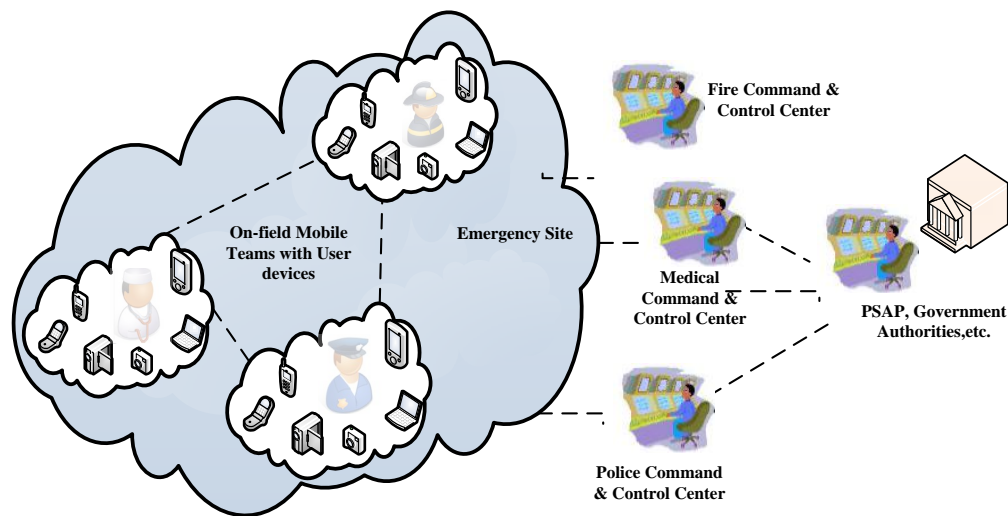 Fire Command &
Control Center
On-field Mobile
Teams with User
devices
Emergency Site
Medical
Command &
Control Center
PSAP, Government
Authorities,etc.
Police Command
& Control Center